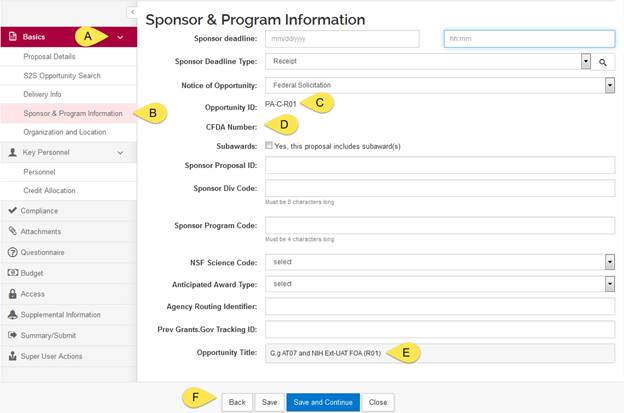 <
Sponsor & Program Information
Basics A
Proposal Details
S2S Opportunity Search
Delivery Info
Sponsor & Program Information B
Organization and Location
Key Personnel
Personnel
Credit Allocation
Compliance
Attachments
Questionnaire
Budget
Access
Supplemental Information
Summary/Submit
Super User Actions
Sponsor deadline: mm/ddyyyy hh:mm
Sponsor Deadline Type: Receipt
Notice of Opportunity: Federal Solicitation
Opportunity ID: PA-C-R01 C
CFDA Number: D
Subawards: Yes, this proposal includes subaward(s)
Sponsor Proposal ID:
Sponsor Div Code:
Must be 8 characters long
Sponsor Program Code:
Must be 4 characters long
NSF Science Code: select
Anticipated Award Type: select
Agency Routing Identifier:
Prev Grants.Gov Tracking ID:
Opportunity Title: G.g AT07 and NIH Ext-UAT FOA (R01) E
F Back Save Save and Continue Close